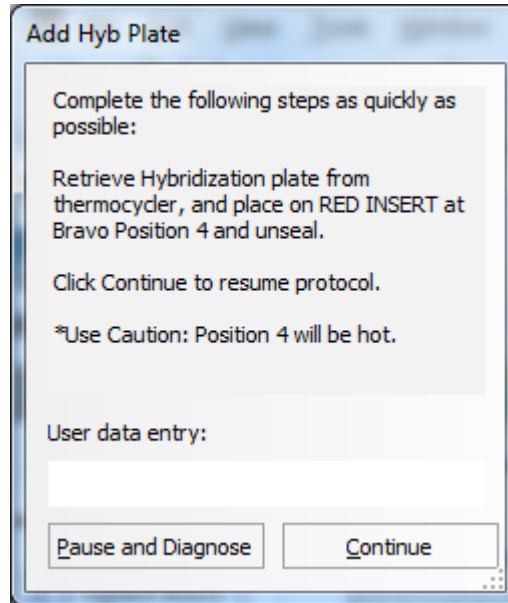 Add Hyb Plate
Complete the following steps as quickly as
possible:
Retrieve Hybridization plate from
thermocycler, and place on RED INSERT at
Bravo Position 4 and unseal.
Click Continue to resume protocol.
*Use Caution: Position 4 will be hot.
User data entry:
Pause and Diagnose
Continue